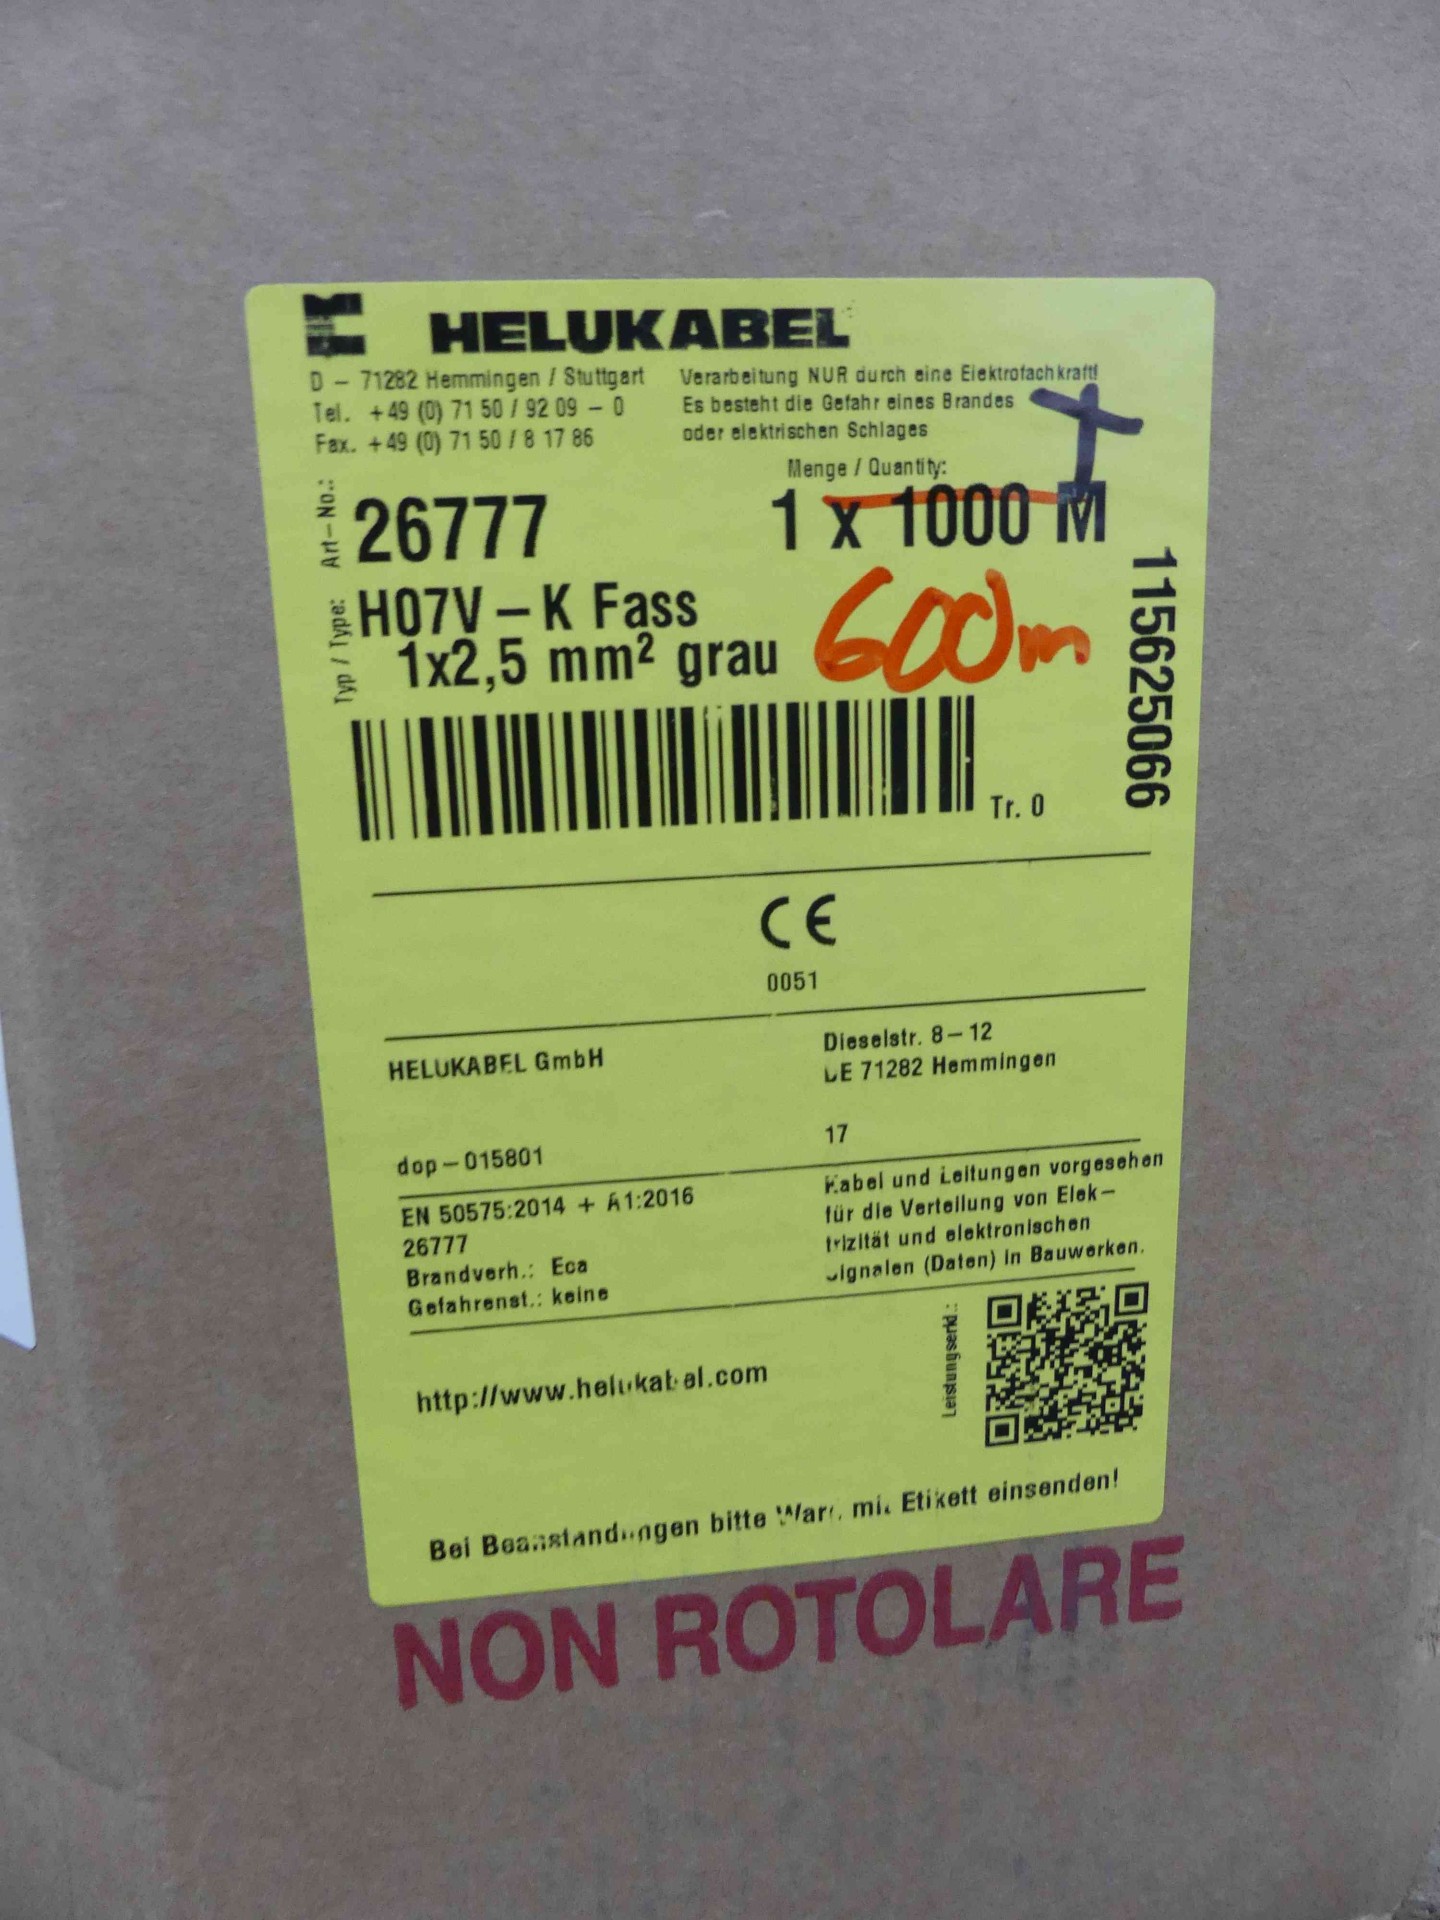 HELUKABEL
D - 71282 Hemmingen / Stuttgart
Tel. +49 (0) 71 50 / 92 09 - 0
Fax. +49 (0) 71 50 / 8 17 86
Verarbeitung NUR durch eine Elektrofachkraft!
Es besteht die Gefahr eines Brandes
oder elektrischen Schlages
Menge / Quantity:
Art-No.: 26777
1 x 1000 M
600m
Typ / Type: H07V-K Fass
1x2,5 mm² grau
115625066
Tr. 0
CE
0051
HELUKABEL GmbH
Dieselstr. 8-12
DE 71282 Hemmingen
17
dop-015801
EN 50575:2014 + A1:2016
26777
Brandverh.: Eca
Gefahrenst.: keine
Kabel und Leitungen vorgesehen
für die Verteilung von Elek-
trizität und elektronischen
Signalen (Daten) in Bauwerken.
http://www.helukabel.com
Leistungserkl.:
Bei Beanstandungen bitte Ware mit Etikett einsenden!
NON ROTOLARE